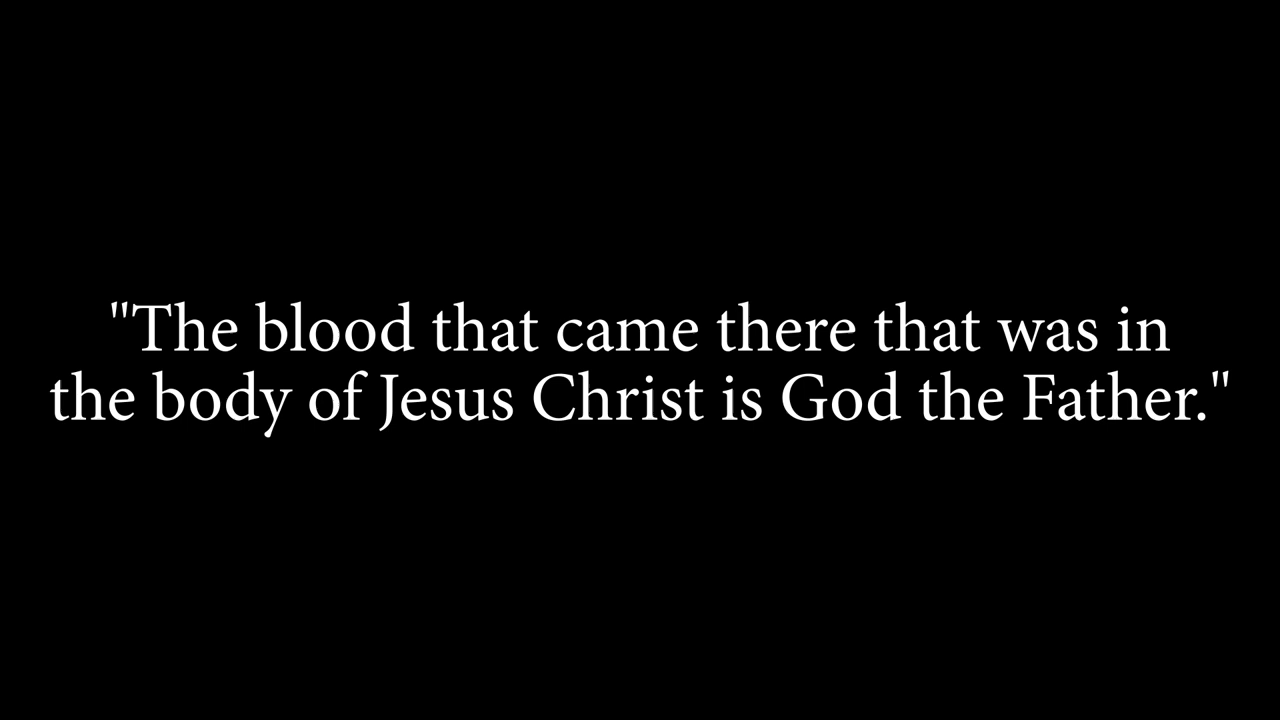 "The blood that came there that was in
the body of Jesus Christ is God the Father."